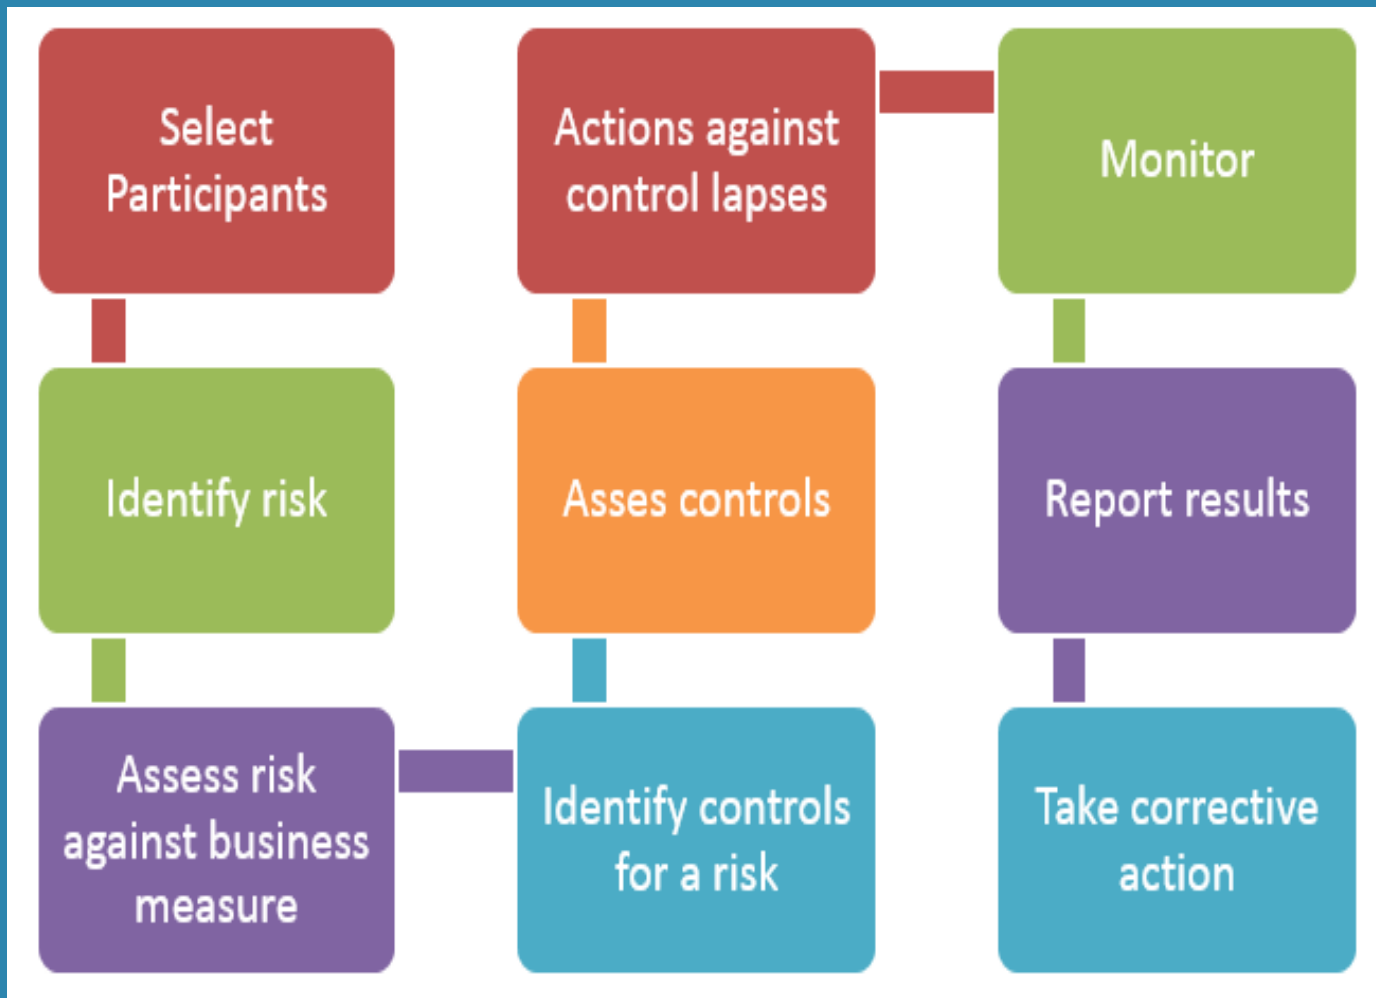 Select
Participants
Identify risk
Assess risk
against business
measure
Identify controls
for a risk
Asses controls
Actions against
control lapses
Monitor
Report results
Take corrective
action